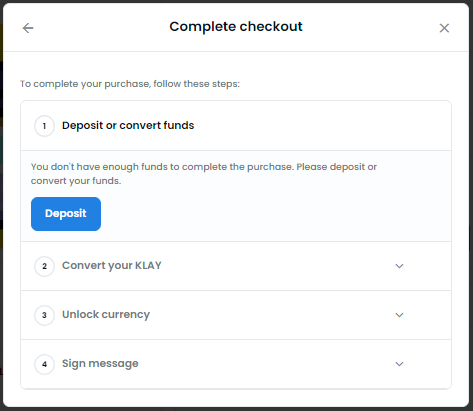 Complete checkout
To complete your purchase, follow these steps:
1 Deposit or convert funds
You don't have enough funds to complete the purchase. Please deposit or
convert your funds.
Deposit
2 Convert your KLAY
3 Unlock currency
4 Sign message